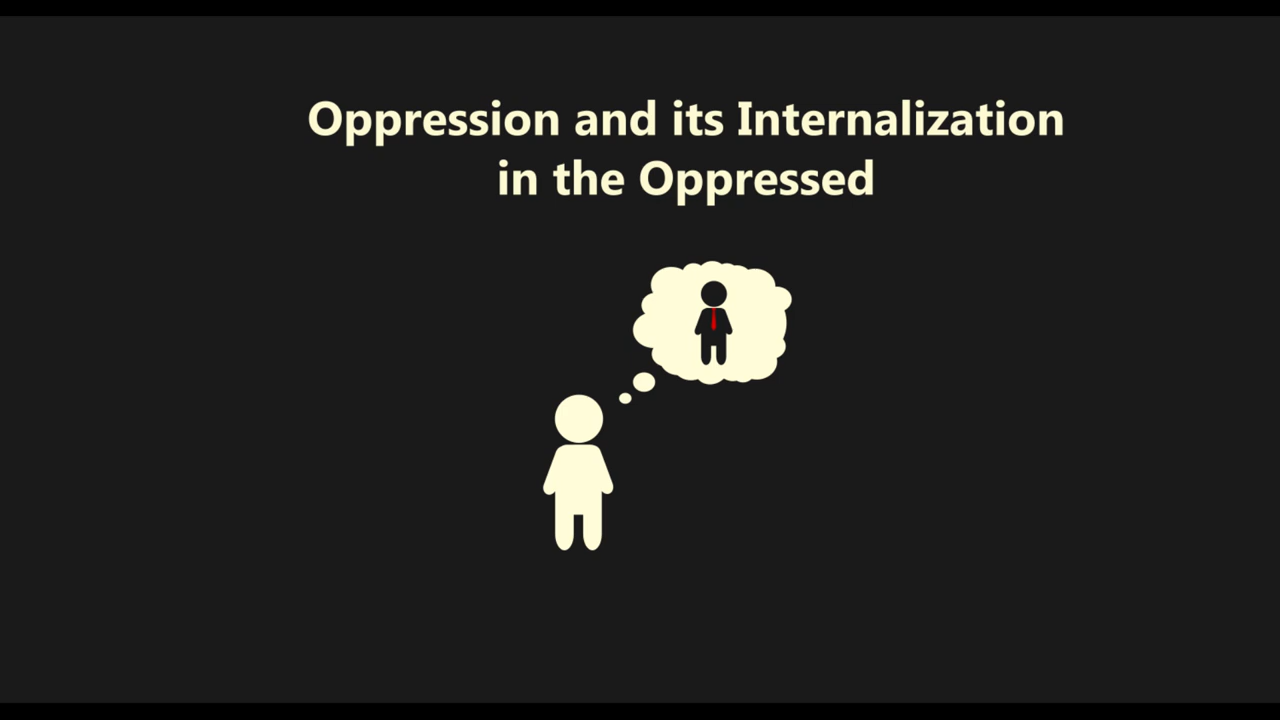 Oppression and its Internalization
in the Oppressed